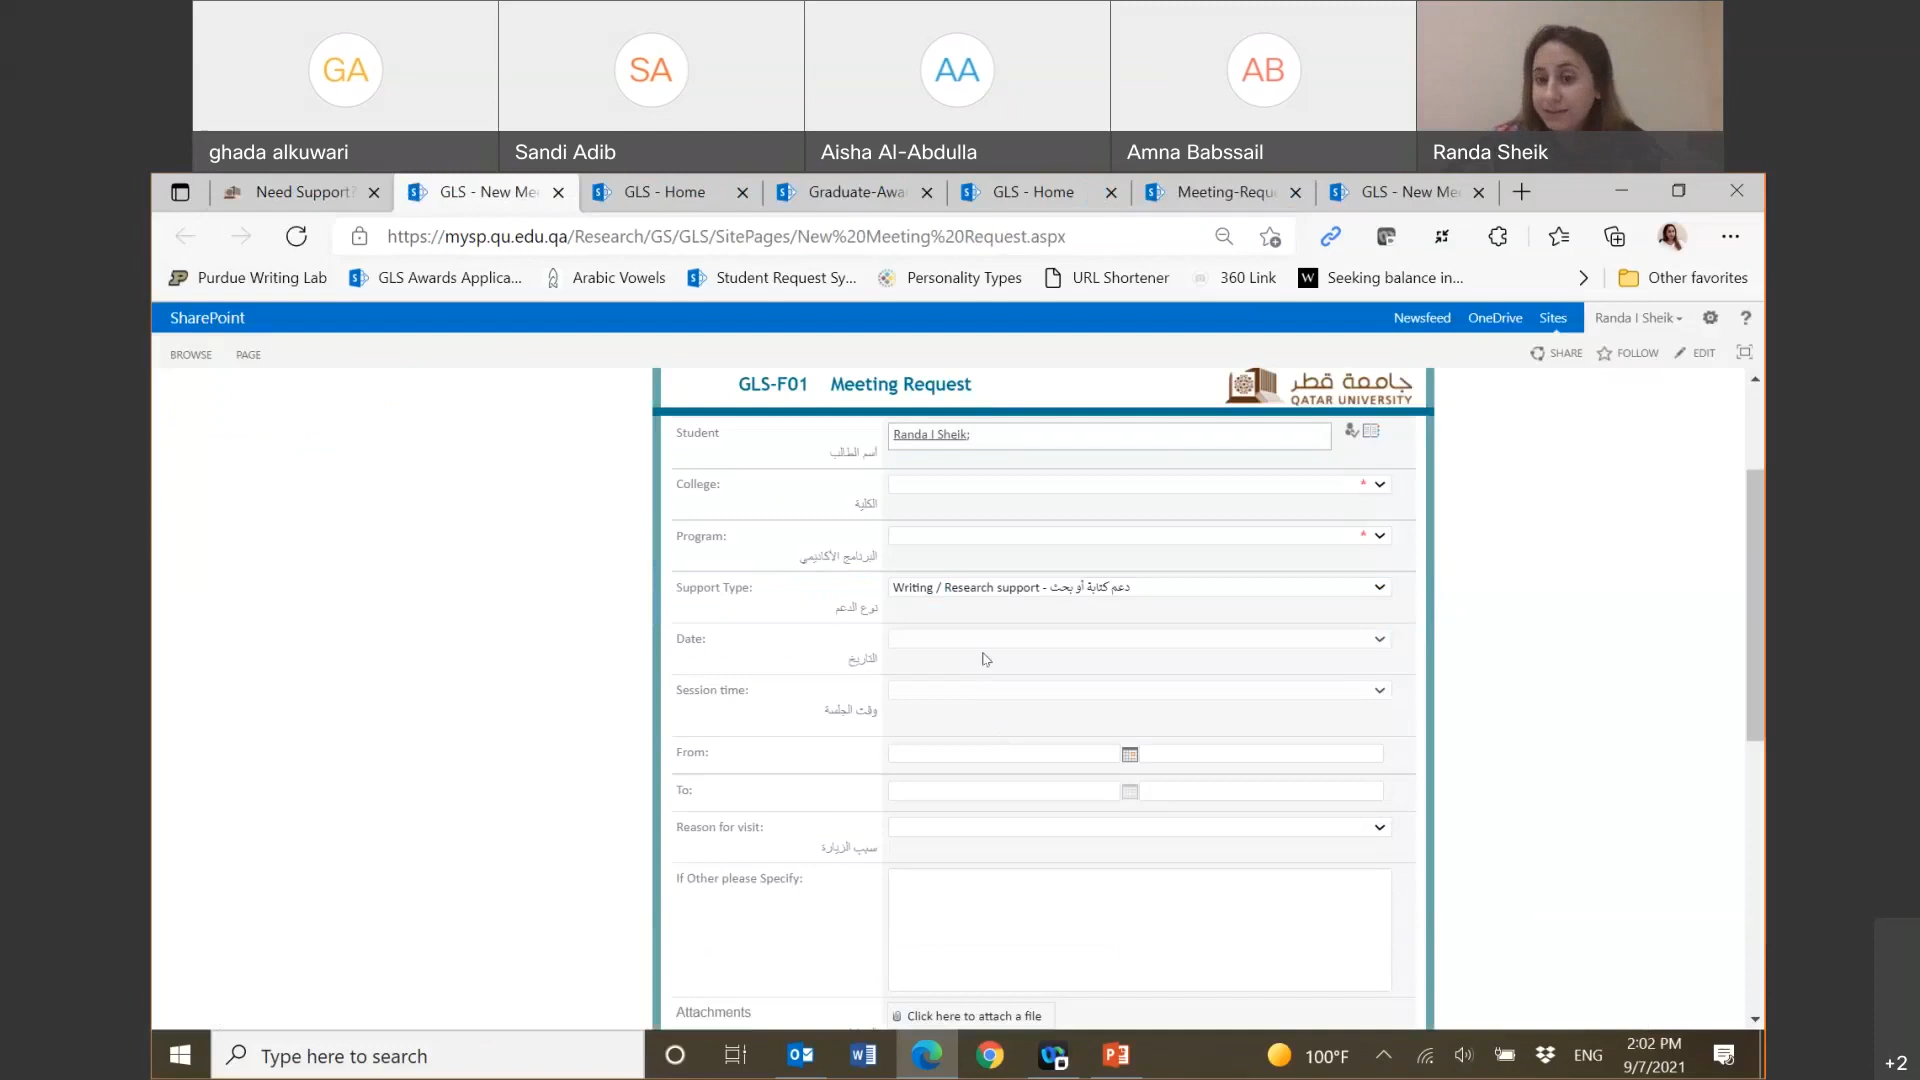 GA
SA
AA
AB
ghada alkuwari
Sandi Adib
Aisha Al-Abdulla
Amna Babssail
Randa Sheik
Need Support?
GLS - New Me
GLS - Home
Graduate-Awa
GLS - Home
Meeting-Requ
GLS - New Me
https://mysp.qu.edu.qa/Research/GS/GLS/SitePages/New%20Meeting%20Request.aspx
Purdue Writing Lab
GLS Awards Applica...
Arabic Vowels
Student Request Sy...
Personality Types
URL Shortener
360 Link
W
Seeking balance in...
Other favorites
SharePoint
Newsfeed
OneDrive
Sites
Randa I Sheik
?
BROWSE
PAGE
SHARE
FOLLOW
EDIT
GLS-F01 Meeting Request
جامعة قطر
QATAR UNIVERSITY
Student
Randa I Sheik;
أسم الطالب
College:
*
الكلية
Program:
*
البرنامج الأكاديمي
Support Type:
Writing / Research support - دعم كتابة أو بحث
نوع الدعم
Date:
التاريخ
Session time:
وقت الجلسة
From:
To:
Reason for visit:
سبب الزيارة
If Other please Specify:
Attachments
Click here to attach a file
Type here to search
100°F
ENG
2:02 PM
9/7/2021
+2